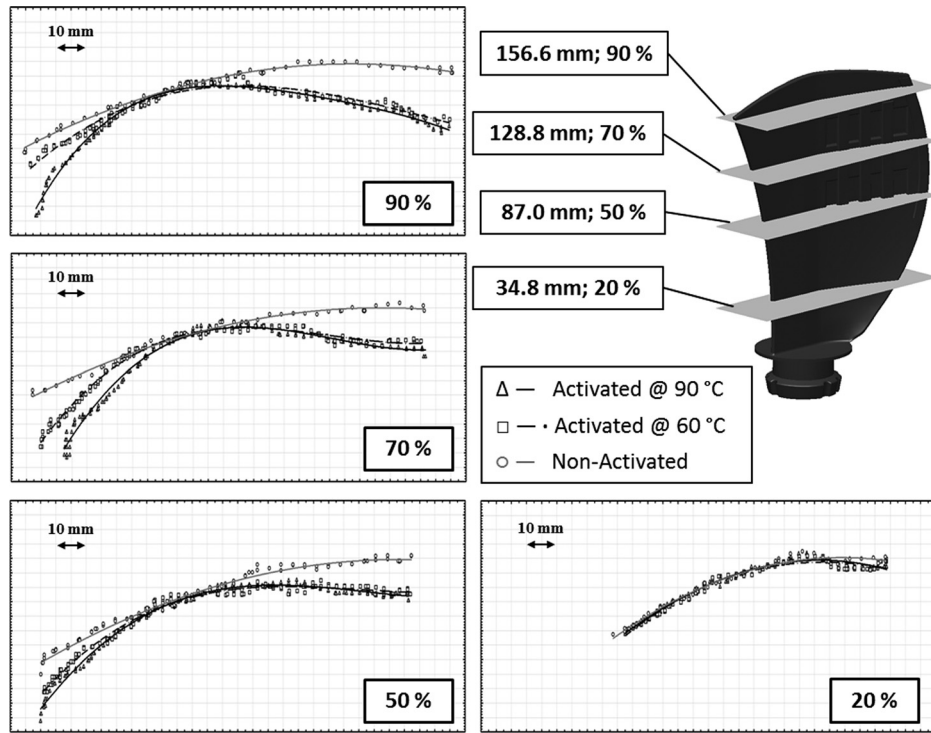 10 mm
90 %
10 mm
70 %
10 mm
50 %
156.6 mm; 90 %
128.8 mm; 70 %
87.0 mm; 50 %
34.8 mm; 20 %
Δ — Activated @ 90 °C
□ — · Activated @ 60 °C
○ — Non-Activated
10 mm
20 %